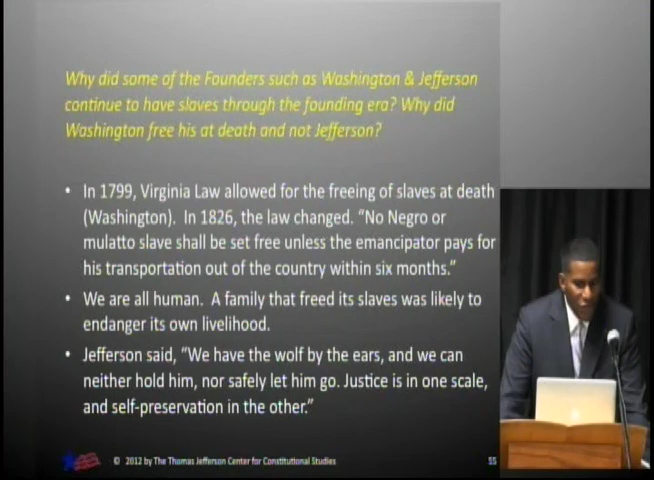 Why did some of the Founders such as Washington & Jefferson
continue to have slaves through the founding era? Why did
Washington free his at death and not Jefferson?
• In 1799, Virginia Law allowed for the freeing of slaves at death
(Washington). In 1826, the law changed. “No Negro or
mulatto slave shall be set free unless the emancipator pays for
his transportation out of the country within six months.”
• We are all human. A family that freed its slaves was likely to
endanger its own livelihood.
• Jefferson said, “We have the wolf by the ears, and we can
neither hold him, nor safely let him go. Justice is in one scale,
and self-preservation in the other.”
© 2012 by The Thomas Jefferson Center for Constitutional Studies
55